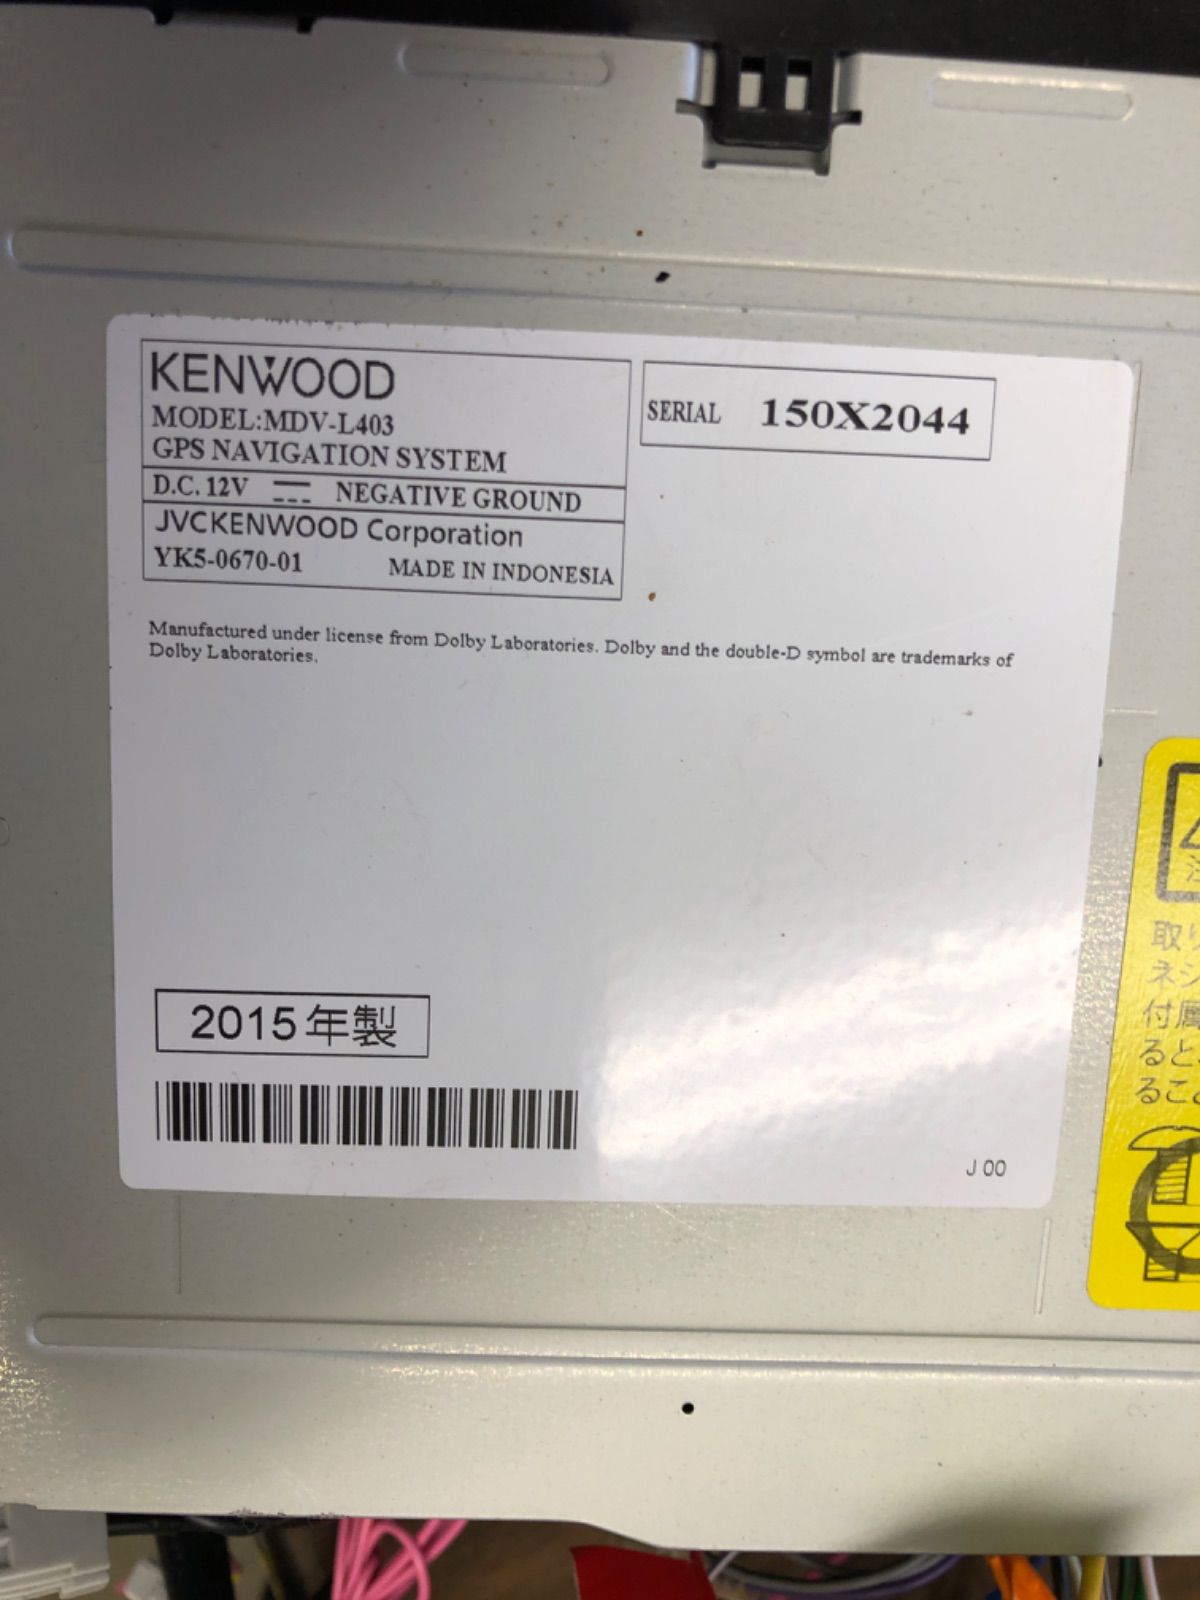 KENWOOD
MODEL:MDV-L403
GPS NAVIGATION SYSTEM
D.C. 12V NEGATIVE GROUND
JVCKENWOOD Corporation
YK5-0670-01 MADE IN INDONESIA
SERIAL 150X2044
Manufactured under license from Dolby Laboratories. Dolby and the double-D symbol are trademarks of
Dolby Laboratories.
2015年製
J 00
取り
ネジ
付属
ると
るこ